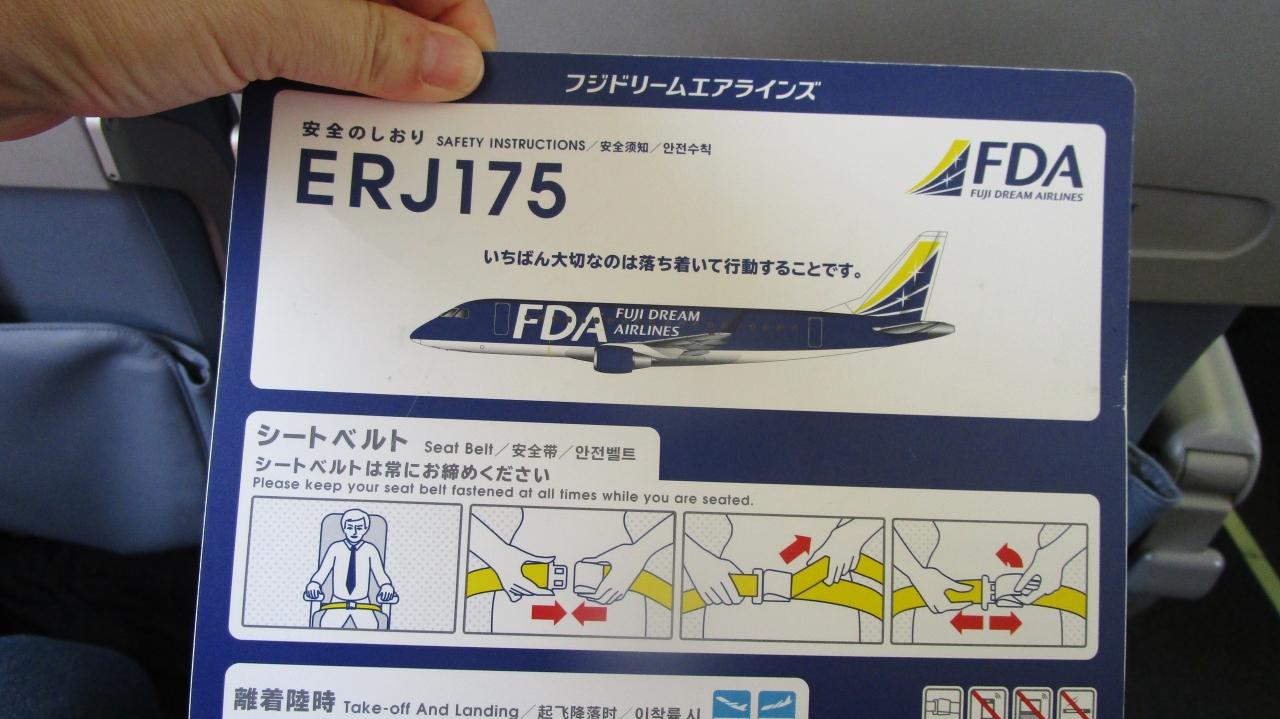 フジドリームエアラインズ
安全のしおり SAFETY INSTRUCTIONS／安全须知／안전수칙
ERJ175
FDA
FUJI DREAM AIRLINES
いちばん大切なのは落ち着いて行動することです。
FDA FUJI DREAM
AIRLINES
シートベルト Seat Belt／安全带／안전벨트
シートベルトは常にお締めください
Please keep your seat belt fastened at all times while you are seated.
離着陸時 Take-off And Landing／起飞降落时／이착륙 시